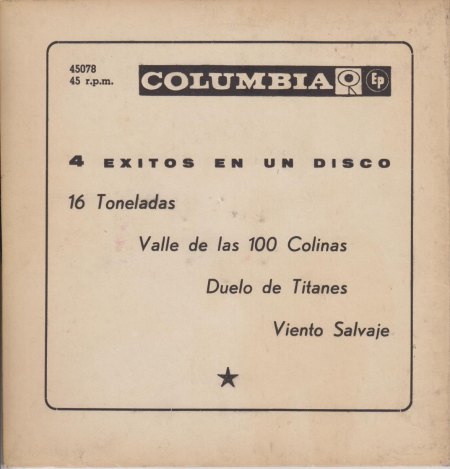 45078
45 r.p.m.
COLUMBIA Ep
4 EXITOS EN UN DISCO
16 Toneladas
Valle de las 100 Colinas
Duelo de Titanes
Viento Salvaje